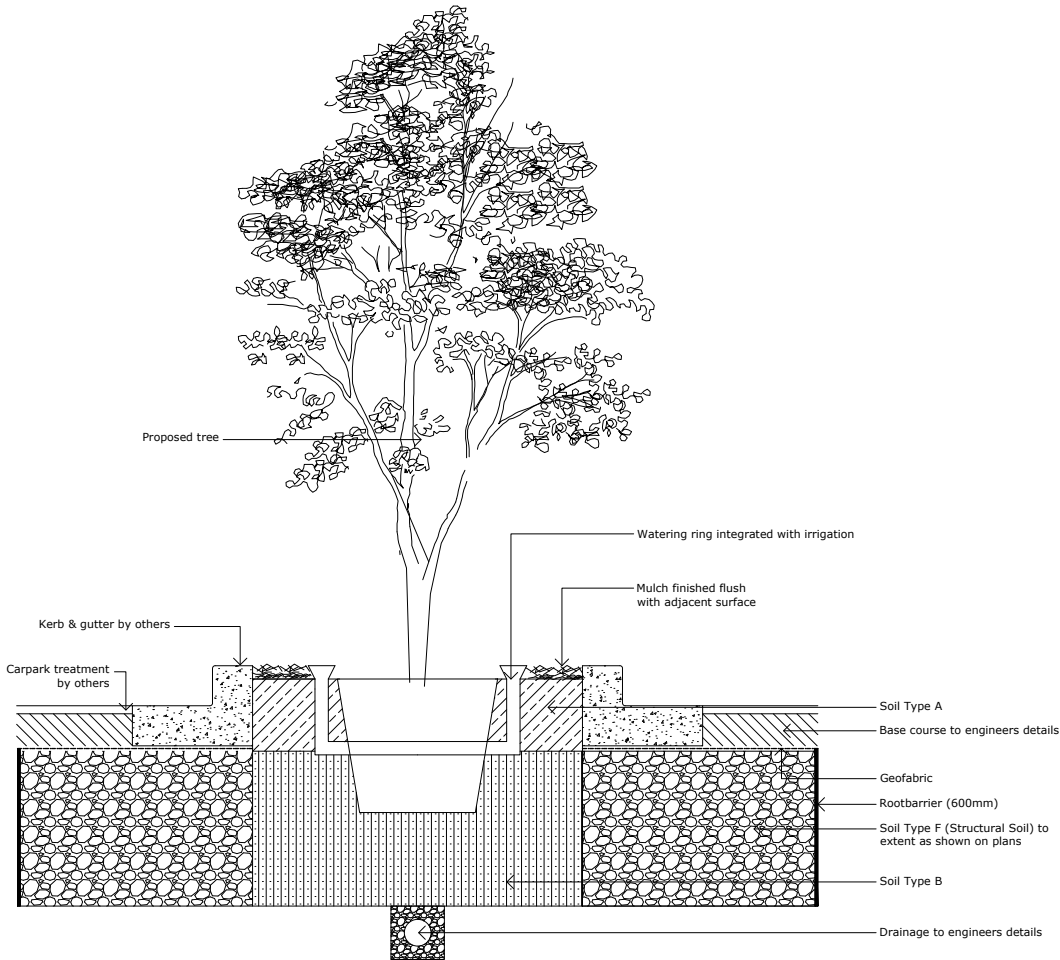 Proposed tree
Watering ring integrated with irrigation
Mulch finished flush
with adjacent surface
Kerb & gutter by others
Carpark treatment
by others
Soil Type A
Base course to engineers details
Geofabric
Rootbarrier (600mm)
Soil Type F (Structural Soil) to
extent as shown on plans
Soil Type B
Drainage to engineers details